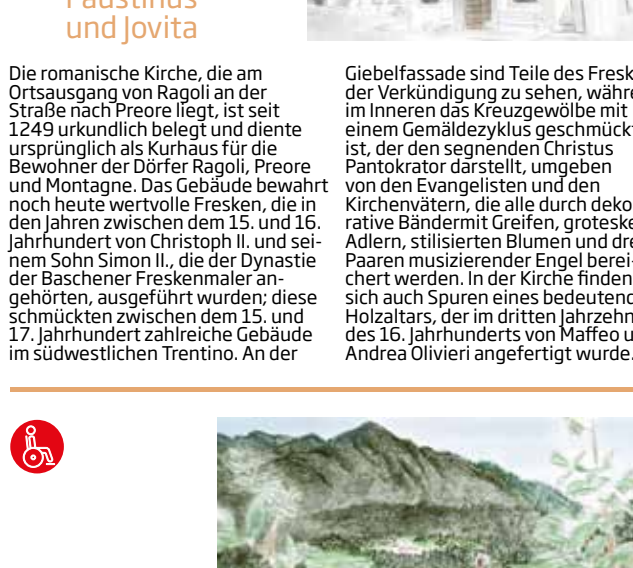 Faustinus
und Jovita
Die romanische Kirche, die am
Ortsausgang von Ragoli an der
Straße nach Preore liegt, ist seit
1249 urkundlich belegt und diente
ursprünglich als Kurhaus für die
Bewohner der Dörfer Ragoli, Preore
und Montagne. Das Gebäude bewahrt
noch heute wertvolle Fresken, die in
den Jahren zwischen dem 15. und 16.
Jahrhundert von Christoph II. und sei-
nem Sohn Simon II., die der Dynastie
der Baschener Freskenmaler an-
gehörten, ausgeführt wurden; diese
schmückten zwischen dem 15. und
17. Jahrhundert zahlreiche Gebäude
im südwestlichen Trentino. An der
Giebelfassade sind Teile des Fresk
der Verkündigung zu sehen, währe
im Inneren das Kreuzgewölbe mit
einem Gemäldezyklus geschmückt
ist, der den segnenden Christus
Pantokrator darstellt, umgeben
von den Evangelisten und den
Kirchenvätern, die alle durch deko
rative Bändermit Greifen, groteske
Adlern, stilisierten Blumen und dre
Paaren musizierender Engel berei-
chert werden. In der Kirche finden
sich auch Spuren eines bedeutend
Holzaltars, der im dritten Jahrzehn
des 16. Jahrhunderts von Maffeo u
Andrea Olivieri angefertigt wurde.